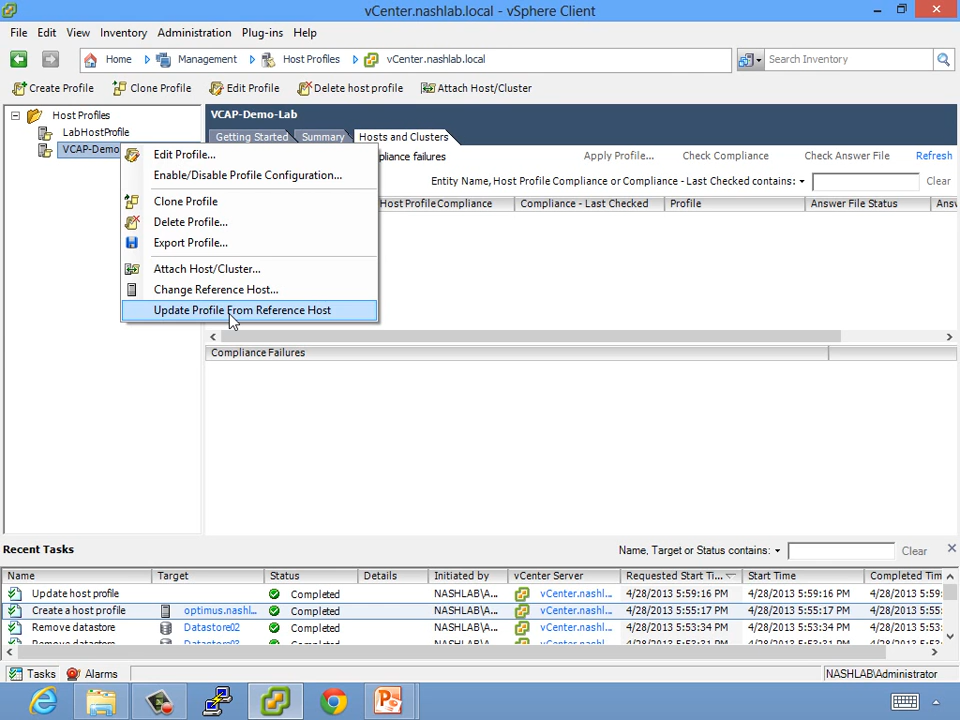 vCenter.nashlab.local - vSphere Client
File Edit View Inventory Administration Plug-ins Help
Home Management Host Profiles vCenter.nashlab.local Search Inventory
Create Profile Clone Profile Edit Profile Delete host profile Attach Host/Cluster
Host Profiles
LabHostProfile
VCAP-Demo
VCAP-Demo-Lab
Getting Started Summary Hosts and Clusters
pliance failures Apply Profile... Check Compliance Check Answer File Refresh
Entity Name, Host Profile Compliance or Compliance - Last Checked contains: Clear
Host Profile Compliance Compliance - Last Checked Profile Answer File Status Ans
Edit Profile...
Enable/Disable Profile Configuration...
Clone Profile
Delete Profile...
Export Profile...
Attach Host/Cluster...
Change Reference Host...
Update Profile From Reference Host
Compliance Failures
Recent Tasks Name, Target or Status contains: Clear
Name Target Status Details Initiated by vCenter Server Requested Start Ti... Start Time Completed Tim
Update host profile Completed NASHLAB\A... vCenter.nashl... 4/28/2013 5:59:16 PM 4/28/2013 5:59:16 PM 4/28/2013 5:59:
Create a host profile optimus.nashl... Completed NASHLAB\A... vCenter.nashl... 4/28/2013 5:55:17 PM 4/28/2013 5:55:17 PM 4/28/2013 5:55:
Remove datastore Datastore02 Completed NASHLAB\A... vCenter.nashl... 4/28/2013 5:53:34 PM 4/28/2013 5:53:34 PM 4/28/2013 5:53:
Remove datastore Completed
Tasks Alarms NASHLAB\Administrator